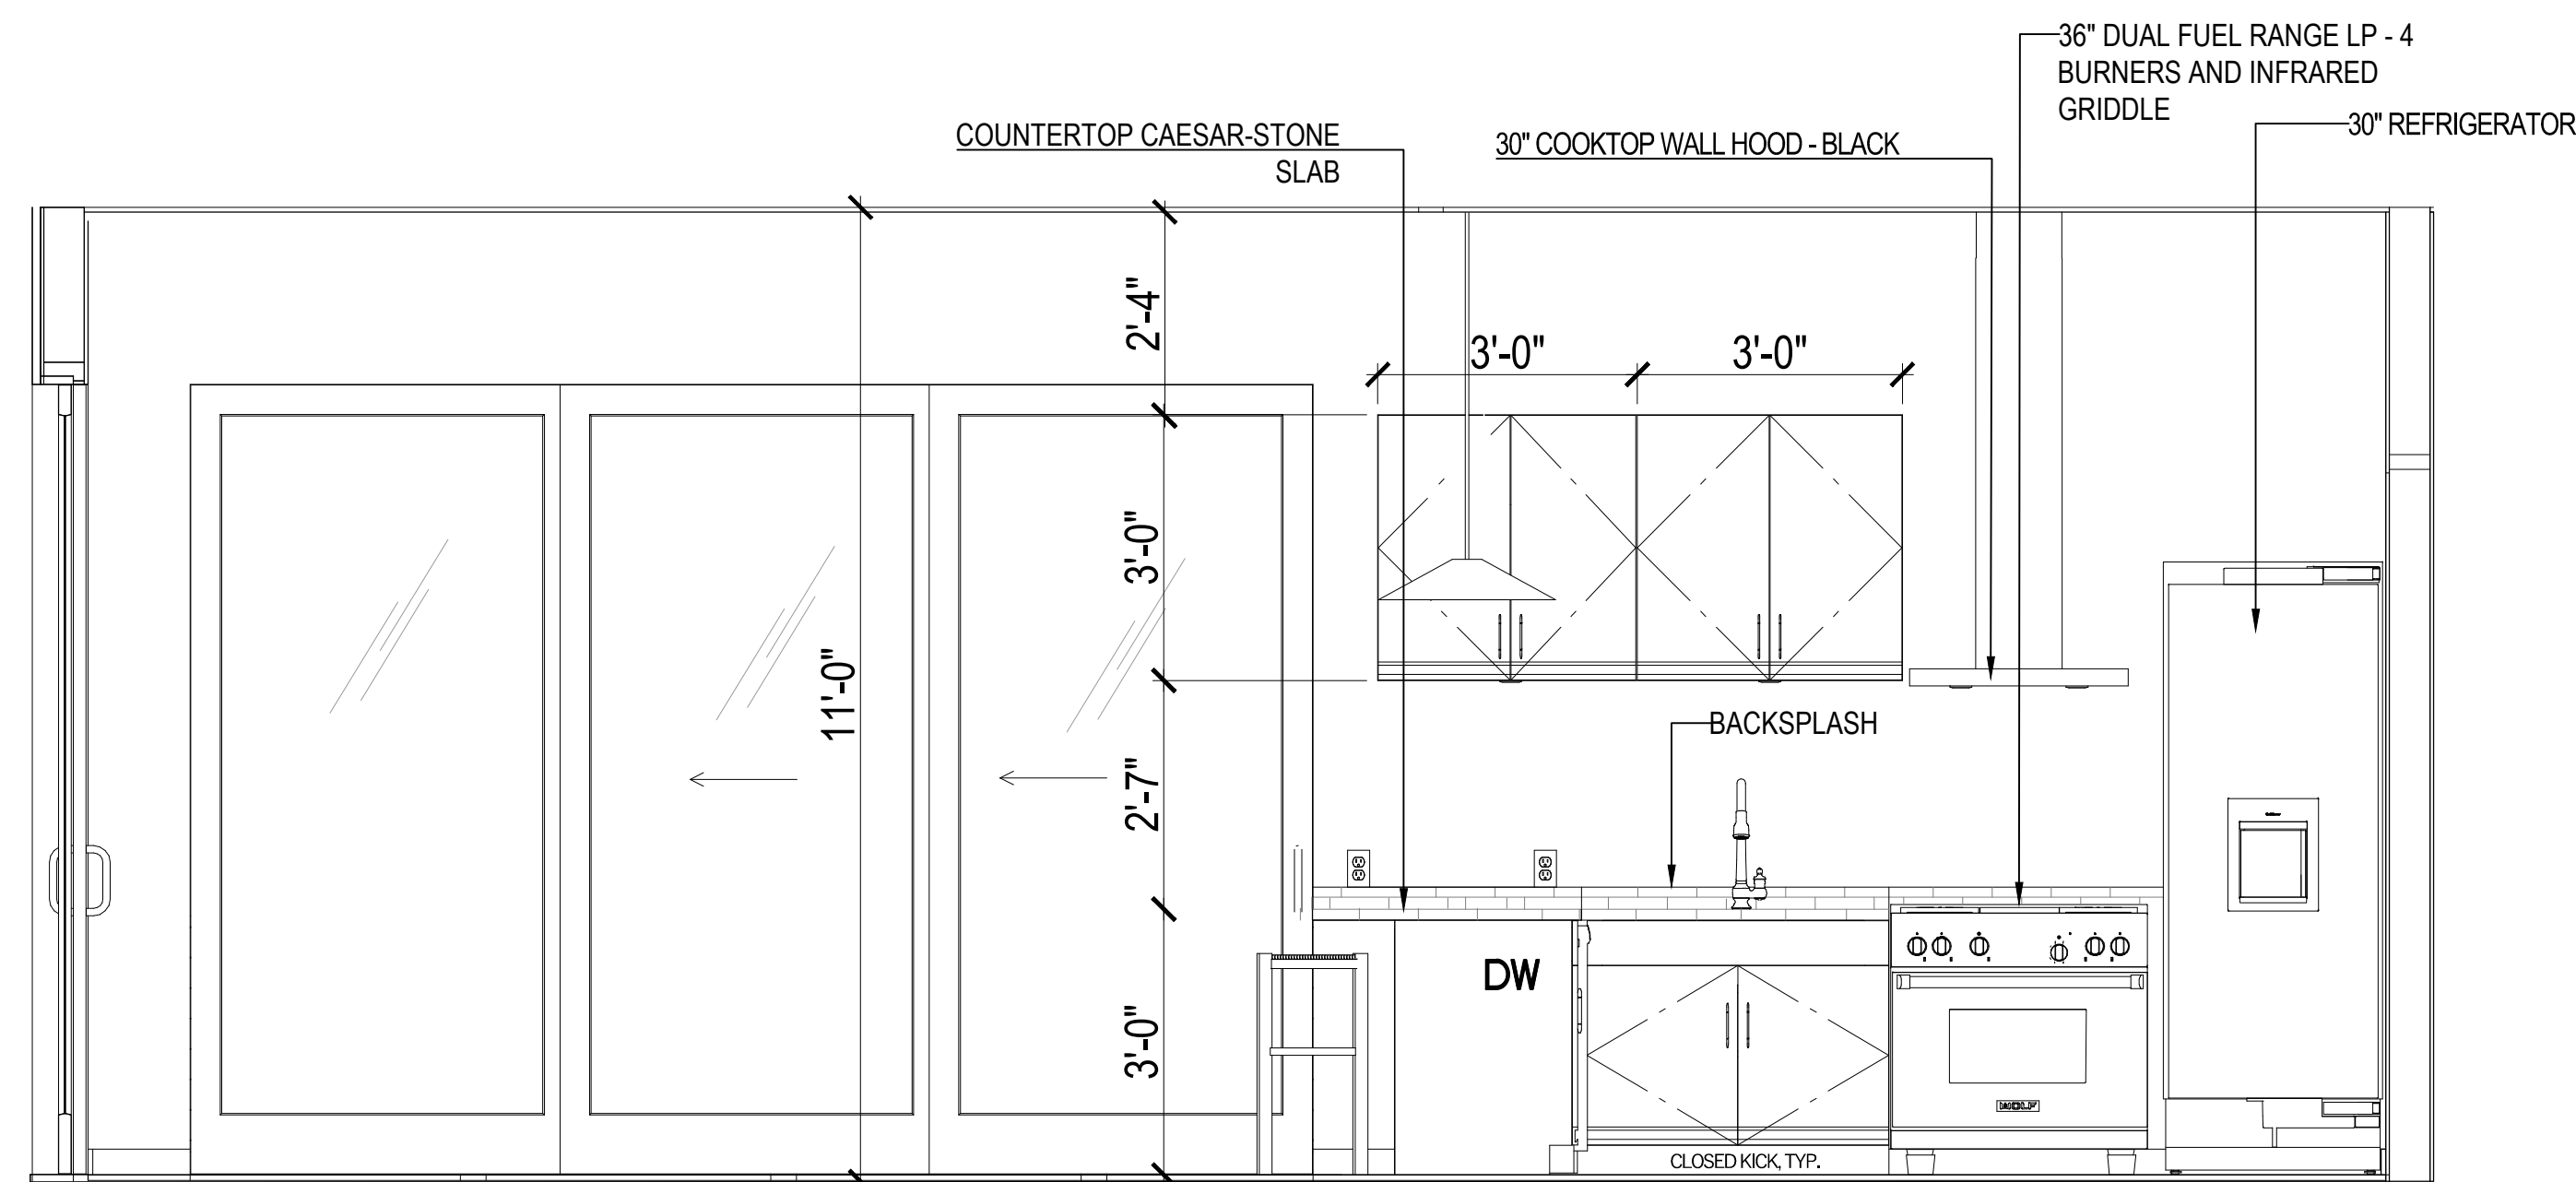 36" DUAL FUEL RANGE LP - 4
BURNERS AND INFRARED
GRIDDLE
30" REFRIGERATOR
COUNTERTOP CAESAR-STONE
SLAB
30" COOKTOP WALL HOOD - BLACK
2'-4"
3'-0"
3'-0"
3'-0"
11'-0"
BACKSPLASH
2'-7"
DW
3'-0"
WOLF
CLOSED KICK, TYP.